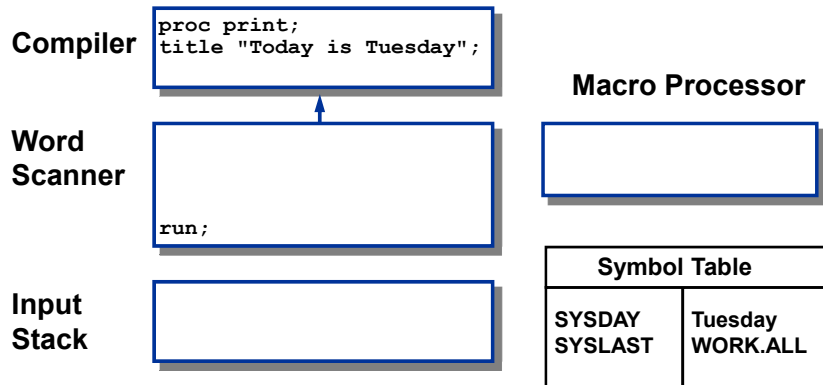 Compiler
proc print;
title "Today is Tuesday";
Macro Processor
Word
Scanner
run;
Input
Stack
Symbol Table
SYSDAY Tuesday
SYSLAST WORK.ALL